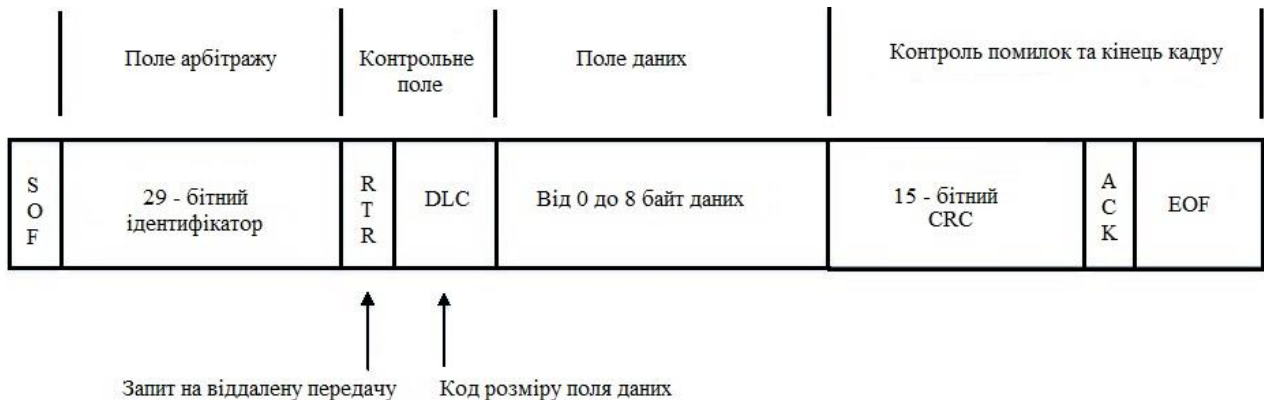 Поле арбітражу
Контрольне
поле
Поле даних
Контроль помилок та кінець кадру
S
O
F
29 - бітний
ідентифікатор
R
T
R
DLC
Від 0 до 8 байт даних
15 - бітний
CRC
A
C
K
EOF
Запит на віддалену передачу
Код розміру поля даних